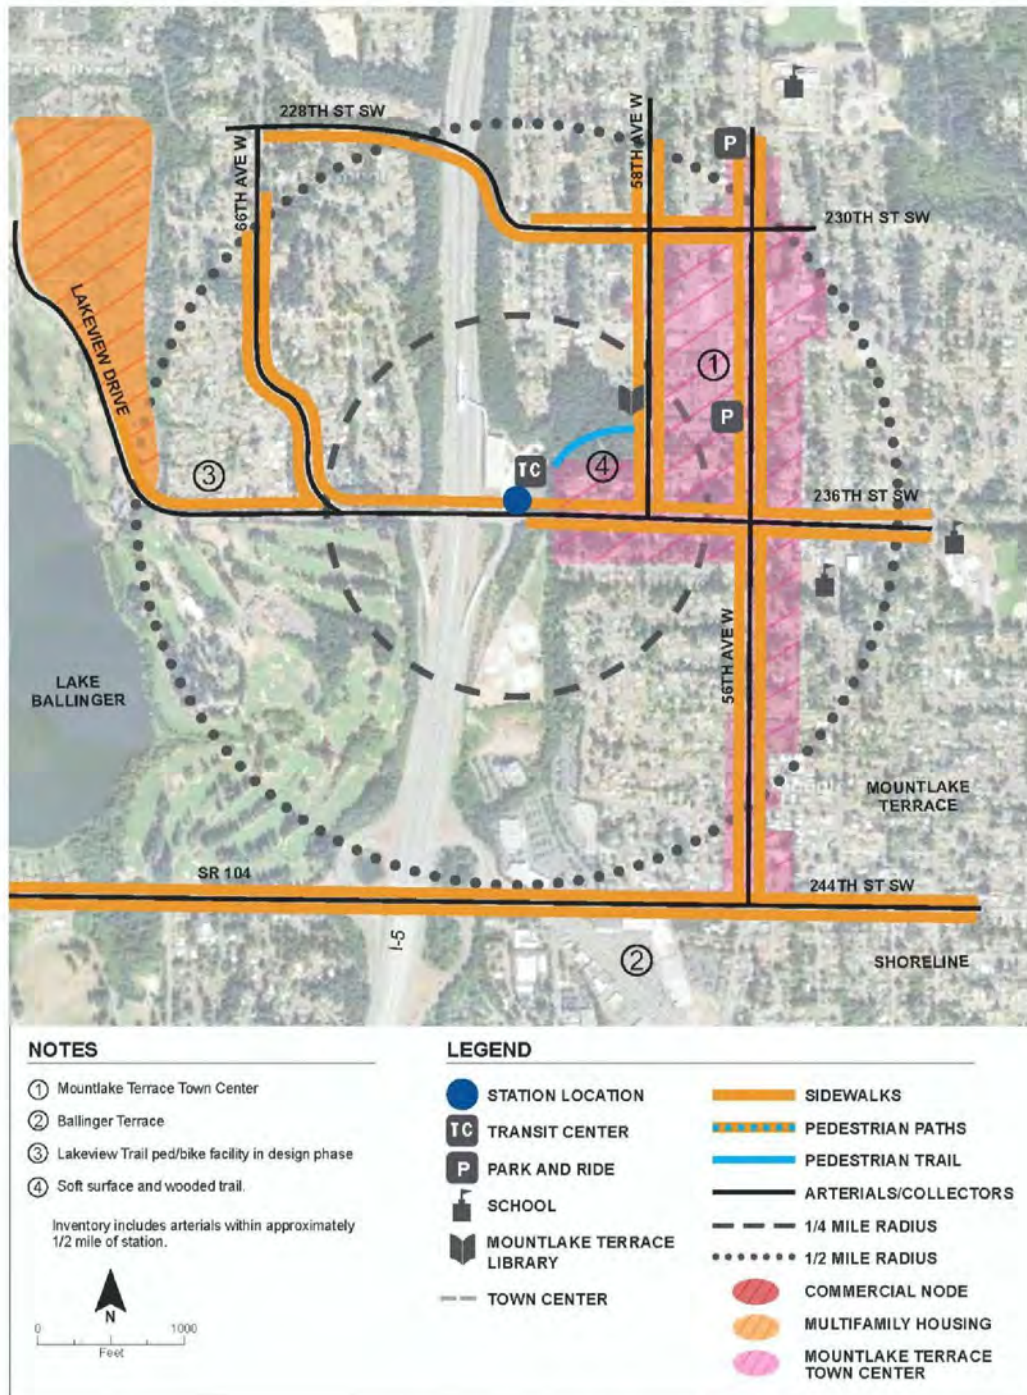 228TH ST SW
66TH AVE W
58TH AVE W
P
230TH ST SW
LAKEVIEW DRIVE
1
P
3
TC
4
236TH ST SW
LAKE
BALLINGER
56TH AVE W
MOUNTLAKE
TERRACE
SR 104
244TH ST SW
I-5
2
SHORELINE
NOTES
1 Mountlake Terrace Town Center
2 Ballinger Terrace
3 Lakeview Trail ped/bike facility in design phase
4 Soft surface and wooded trail.
Inventory includes arterials within approximately
1/2 mile of station.
N
0 1000
Feet
LEGEND
STATION LOCATION
TC TRANSIT CENTER
P PARK AND RIDE
SCHOOL
MOUNTLAKE TERRACE
LIBRARY
TOWN CENTER
SIDEWALKS
PEDESTRIAN PATHS
PEDESTRIAN TRAIL
ARTERIALS/COLLECTORS
1/4 MILE RADIUS
1/2 MILE RADIUS
COMMERCIAL NODE
MULTIFAMILY HOUSING
MOUNTLAKE TERRACE
TOWN CENTER